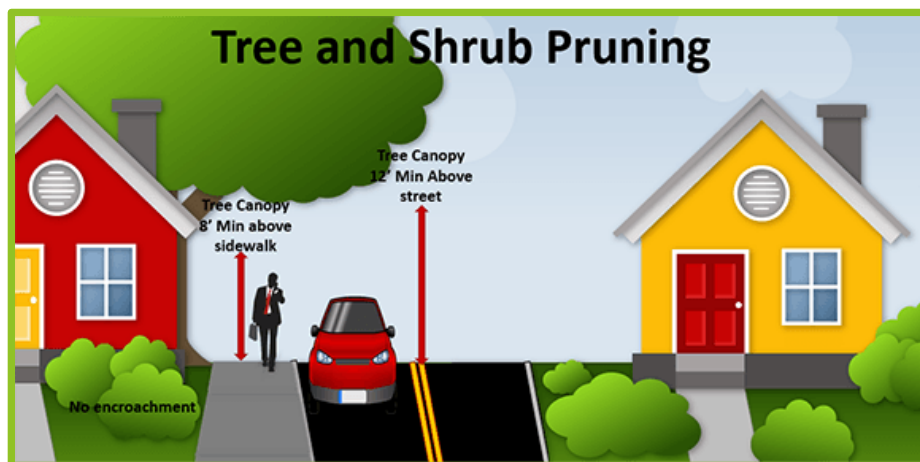 Tree and Shrub Pruning
Tree Canopy
8' Min above
sidewalk
Tree Canopy
12' Min Above
street
No encroachment